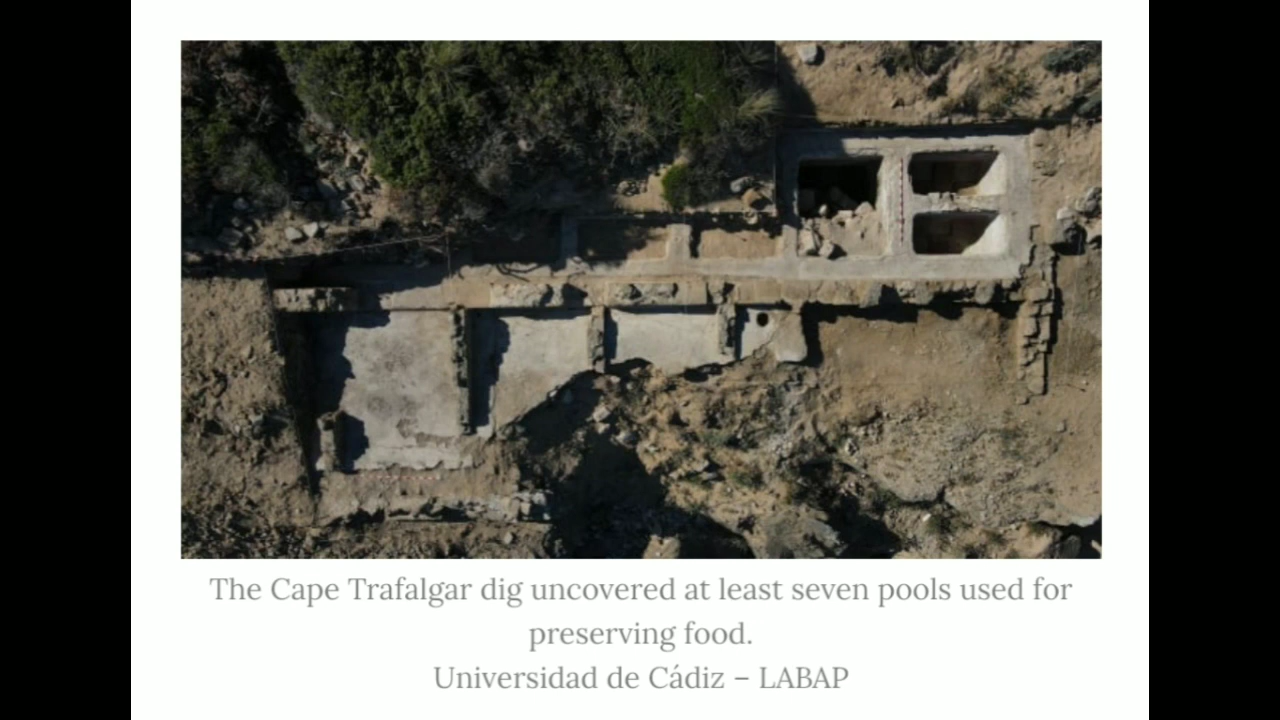 The Cape Trafalgar dig uncovered at least seven pools used for
preserving food.
Universidad de Cádiz – LABAP